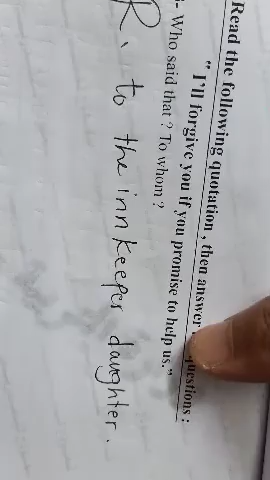 Read the following quotation, then answer questions :
" I'll forgive you if you promise to help us."
- Who said that ? To whom ?
R, to the innkeeper daughter.